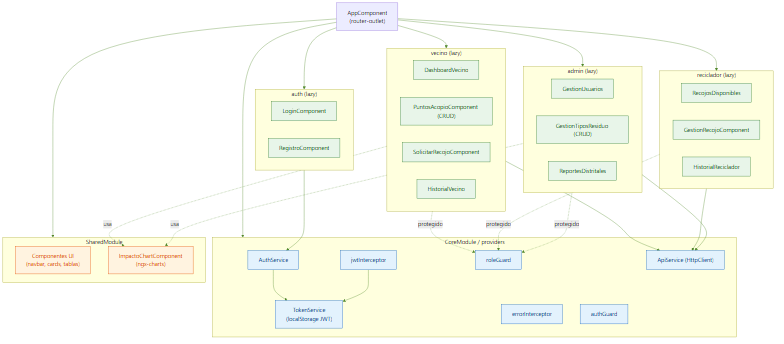 AppComponent
(router-outlet)
vecino (lazy)
DashboardVecino
PuntosAcopioComponent
(CRUD)
SolicitarRecojoComponent
HistorialVecino
admin (lazy)
GestionUsuarios
GestionTiposResiduo
(CRUD)
ReportesDistritales
reciclador (lazy)
RecojosDisponibles
GestionRecojoComponent
HistorialReciclador
auth (lazy)
LoginComponent
RegistroComponent
usa
usa
protegido
protegido
protegido
SharedModule
Componentes UI
(navbar, cards, tablas)
ImpactoChartComponent
(ngx-charts)
CoreModule / providers
AuthService
jwtInterceptor
roleGuard
ApiService (HttpClient)
TokenService
(localStorage JWT)
errorInterceptor
authGuard